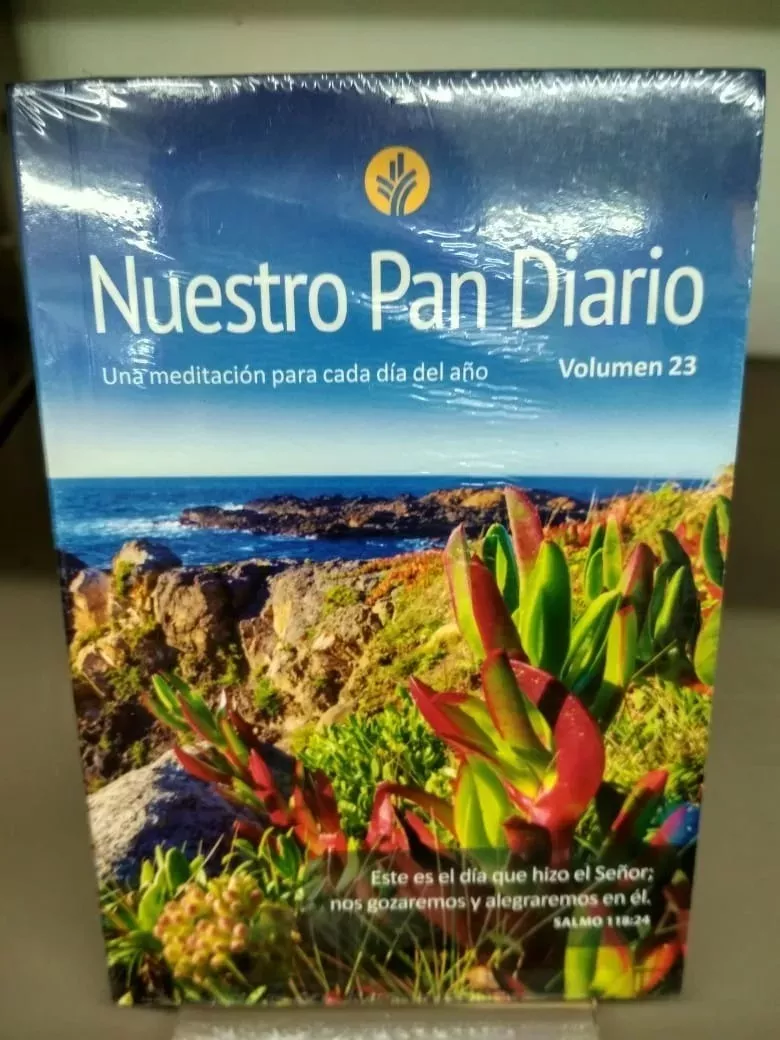 Nuestro Pan Diario
Una meditación para cada día del año
Volumen 23
Este es el día que hizo el Señor;
nos gozaremos y alegraremos en él.
SALMO 118:24